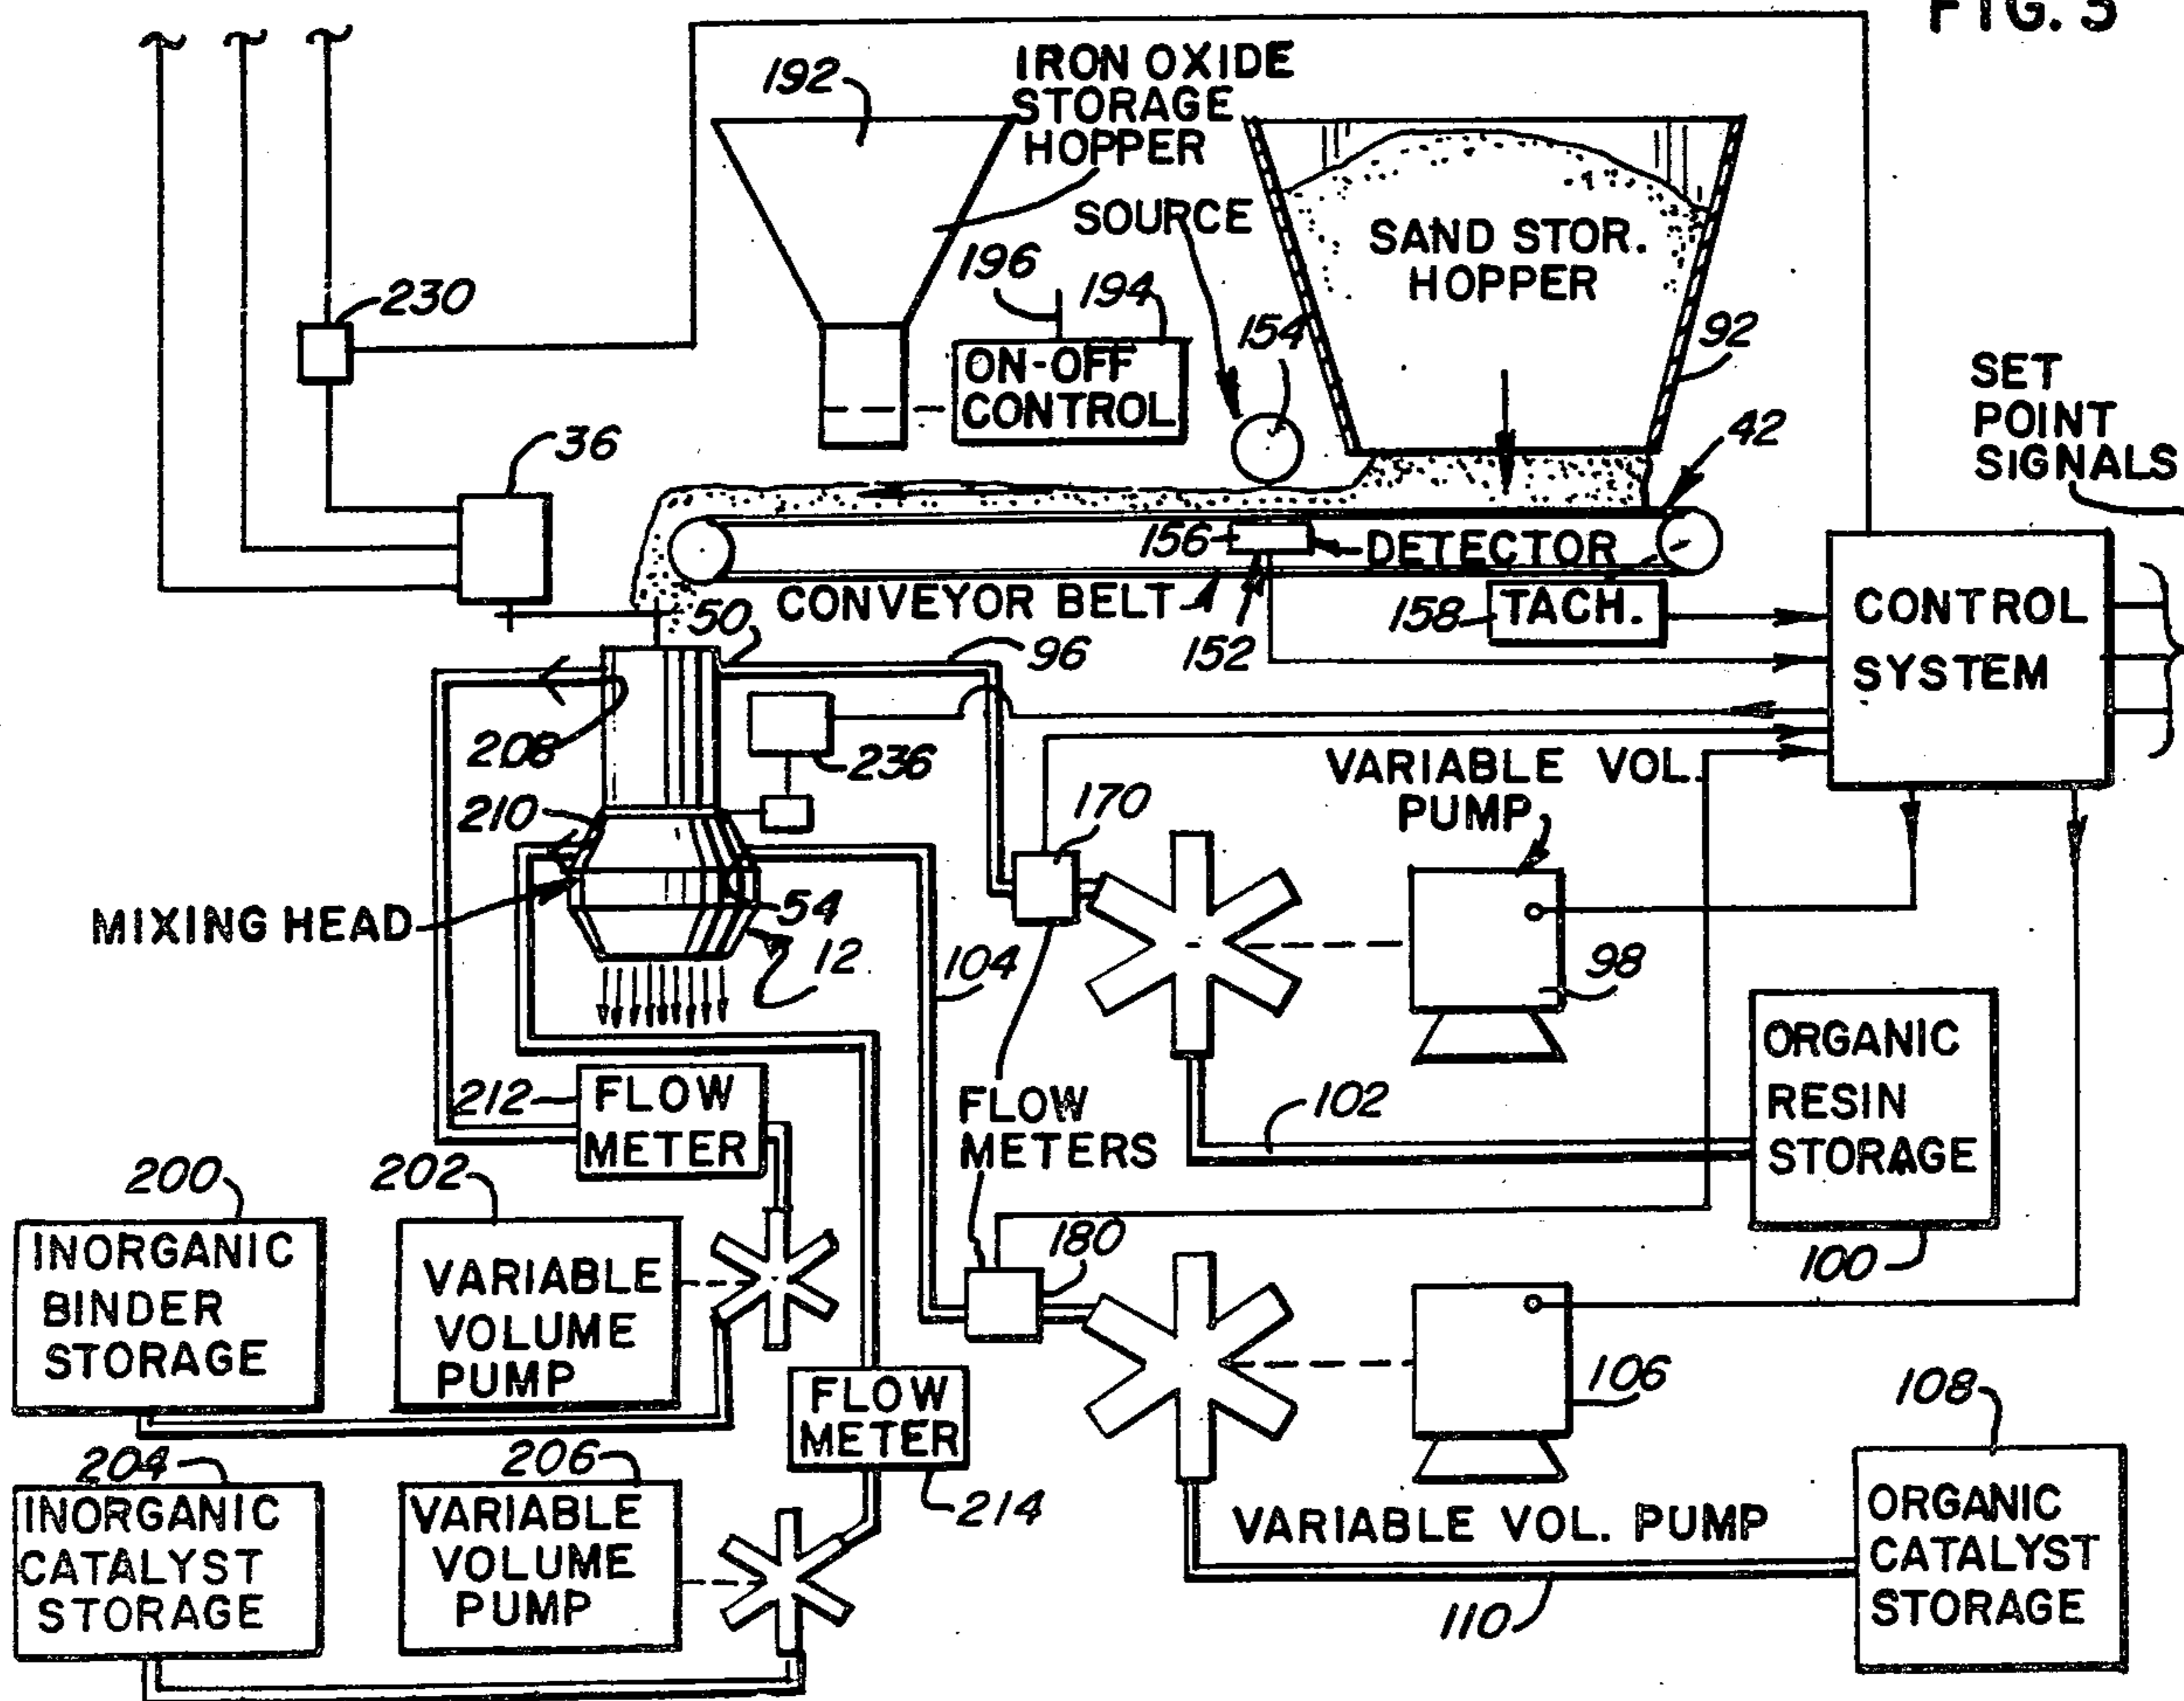 FIG. 3
192
IRON OXIDE
STORAGE
HOPPER
SOURCE
SAND STOR.
HOPPER
196
194
154
92
230
ON-OFF
CONTROL
SET
POINT
SIGNALS
42
36
156
DETECTOR
CONVEYOR BELT
152
158
TACH.
CONTROL
SYSTEM
50
96
208
236
VARIABLE VOL.
PUMP
210
170
MIXING HEAD
54
12
104
98
ORGANIC
RESIN
STORAGE
212
FLOW
METER
FLOW
METERS
102
200
202
180
100
INORGANIC
BINDER
STORAGE
VARIABLE
VOLUME
PUMP
FLOW
METER
106
108
204
206
214
INORGANIC
CATALYST
STORAGE
VARIABLE
VOLUME
PUMP
VARIABLE VOL. PUMP
110
ORGANIC
CATALYST
STORAGE